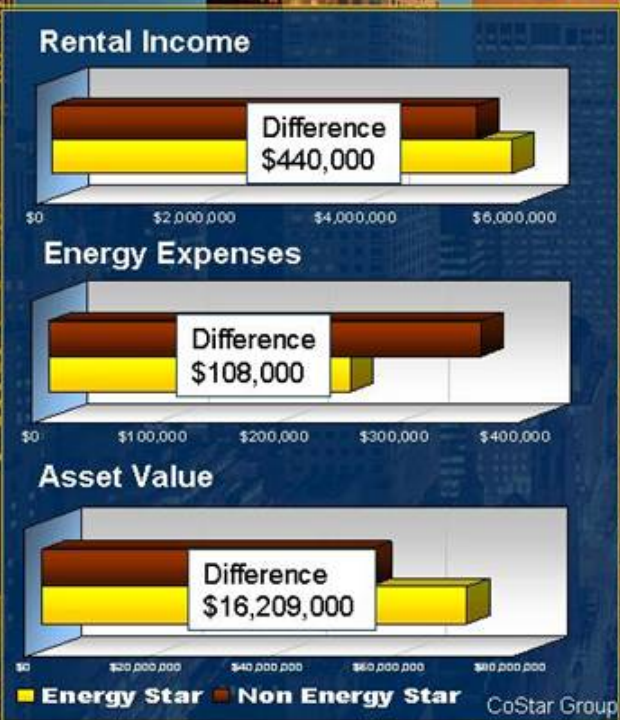 Rental Income
Difference
$440,000
$0 $2,000,000 $4,000,000 $6,000,000
Energy Expenses
Difference
$108,000
$0 $100,000 $200,000 $300,000 $400,000
Asset Value
Difference
$16,209,000
$0 $20,000,000 $40,000,000 $60,000,000 $80,000,000
Energy Star Non Energy Star
CoStar Group